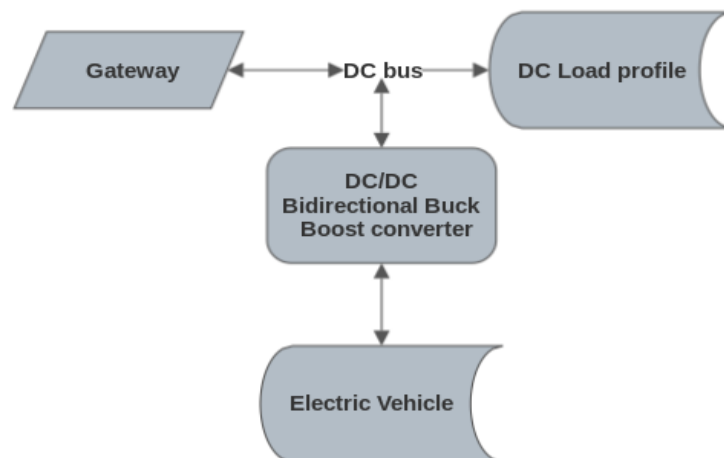 Gateway
DC bus
DC Load profile
DC/DC
Bidirectional Buck
Boost converter
Electric Vehicle